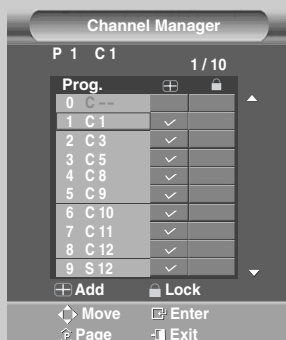 Channel Manager
P 1 C 1
1 / 10
Prog.
0 C --
1 C 1
2 C 3
3 C 5
4 C 8
5 C 9
6 C 10
7 C 11
8 C 12
9 S 12
Add Lock
Move Enter
Page Exit